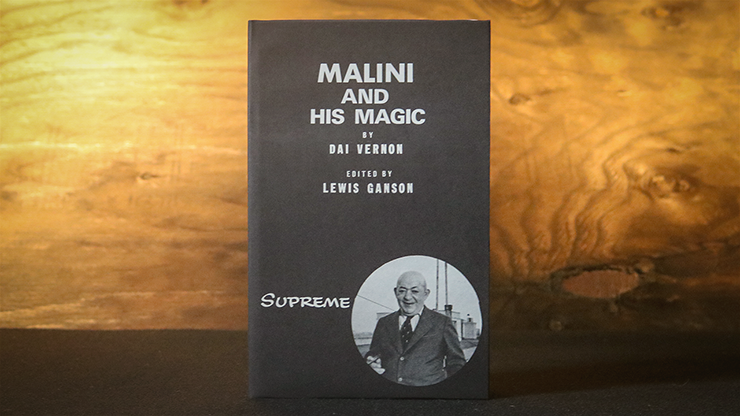 MALINI
AND
HIS MAGIC
BY
DAI VERNON
EDITED BY
LEWIS GANSON
SUPREME